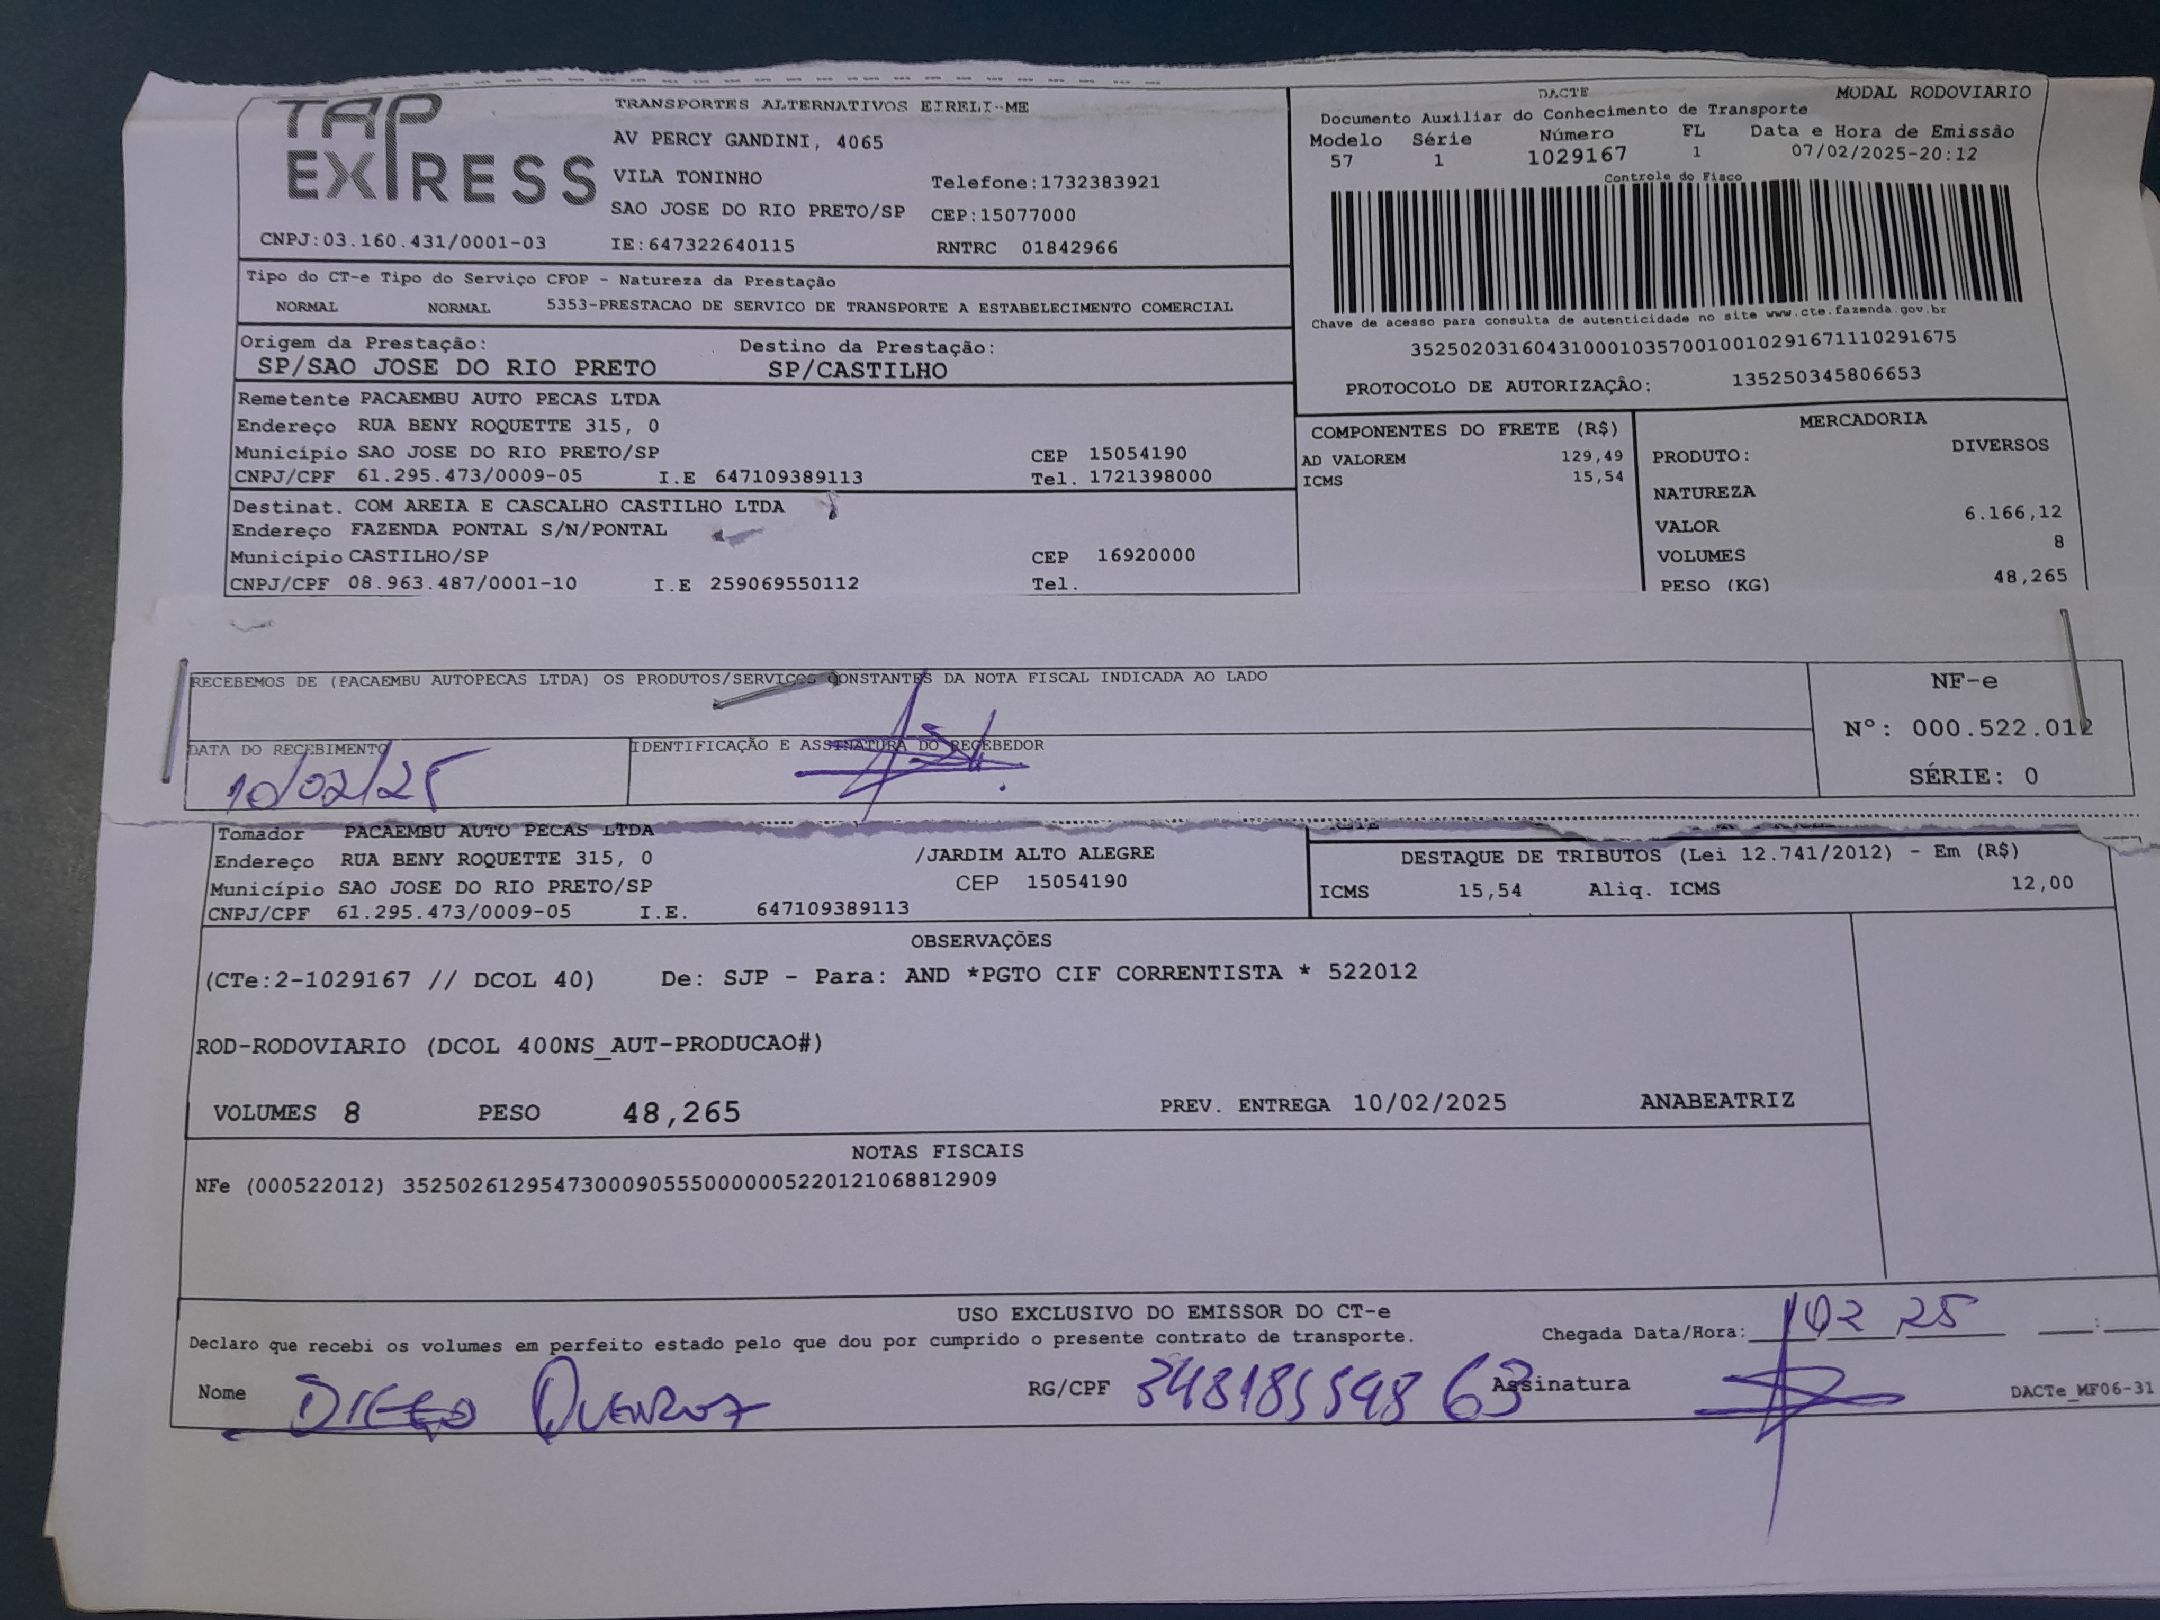 TAP EXPRESS
TRANSPORTES ALTERNATIVOS EIRELI-ME
AV PERCY GANDINI, 4065
VILA TONINHO Telefone:1732383921
SAO JOSE DO RIO PRETO/SP CEP:15077000
CNPJ:03.160.431/0001-03 IE:647322640115 RNTRC 01842966
DACTE MODAL RODOVIARIO
Documento Auxiliar do Conhecimento de Transporte
Modelo Série Número FL Data e Hora de Emissão
57 1 1029167 1 07/02/2025-20:12
Controle do Fisco
Chave de acesso para consulta de autenticidade no site www.cte.fazenda.gov.br
35250203160431000103570010010291671110291675
PROTOCOLO DE AUTORIZAÇÃO: 135250345806653
Tipo do CT-e Tipo do Serviço CFOP - Natureza da Prestação
NORMAL NORMAL 5353-PRESTACAO DE SERVICO DE TRANSPORTE A ESTABELECIMENTO COMERCIAL
Origem da Prestação: Destino da Prestação:
SP/SAO JOSE DO RIO PRETO SP/CASTILHO
Remetente PACAEMBU AUTO PECAS LTDA
Endereço RUA BENY ROQUETTE 315, 0
Município SAO JOSE DO RIO PRETO/SP CEP 15054190
CNPJ/CPF 61.295.473/0009-05 I.E 647109389113 Tel. 1721398000
Destinat. COM AREIA E CASCALHO CASTILHO LTDA
Endereço FAZENDA PONTAL S/N/PONTAL
Município CASTILHO/SP CEP 16920000
CNPJ/CPF 08.963.487/0001-10 I.E 259069550112 Tel.
COMPONENTES DO FRETE (R$)
AD VALOREM 129,49
ICMS 15,54
MERCADORIA
PRODUTO: DIVERSOS
NATUREZA
VALOR 6.166,12
VOLUMES 8
PESO (KG) 48,265
RECEBEMOS DE (PACAEMBU AUTOPECAS LTDA) OS PRODUTOS/SERVIÇOS CONSTANTES DA NOTA FISCAL INDICADA AO LADO
DATA DO RECEBIMENTO IDENTIFICAÇÃO E ASSINATURA DO RECEBEDOR
10/02/25
NF-e
Nº: 000.522.012
SÉRIE: 0
Tomador PACAEMBU AUTO PECAS LTDA
Endereço RUA BENY ROQUETTE 315, 0 /JARDIM ALTO ALEGRE
Município SAO JOSE DO RIO PRETO/SP CEP 15054190
CNPJ/CPF 61.295.473/0009-05 I.E. 647109389113
DESTAQUE DE TRIBUTOS (Lei 12.741/2012) - Em (R$)
ICMS 15,54 Aliq. ICMS 12,00
OBSERVAÇÕES
(CTe:2-1029167 // DCOL 40) De: SJP - Para: AND *PGTO CIF CORRENTISTA * 522012
ROD-RODOVIARIO (DCOL 400NS_AUT-PRODUCAO#)
VOLUMES 8 PESO 48,265 PREV. ENTREGA 10/02/2025 ANABEATRIZ
NOTAS FISCAIS
NFe (000522012) 35250261295473000905550000005220121068812909
USO EXCLUSIVO DO EMISSOR DO CT-e
Declaro que recebi os volumes em perfeito estado pelo que dou por cumprido o presente contrato de transporte.
Chegada Data/Hora: 02 25 :
Nome DIEGO QUEIROZ RG/CPF 348185598 63 Assinatura
DACTe_MF06-31